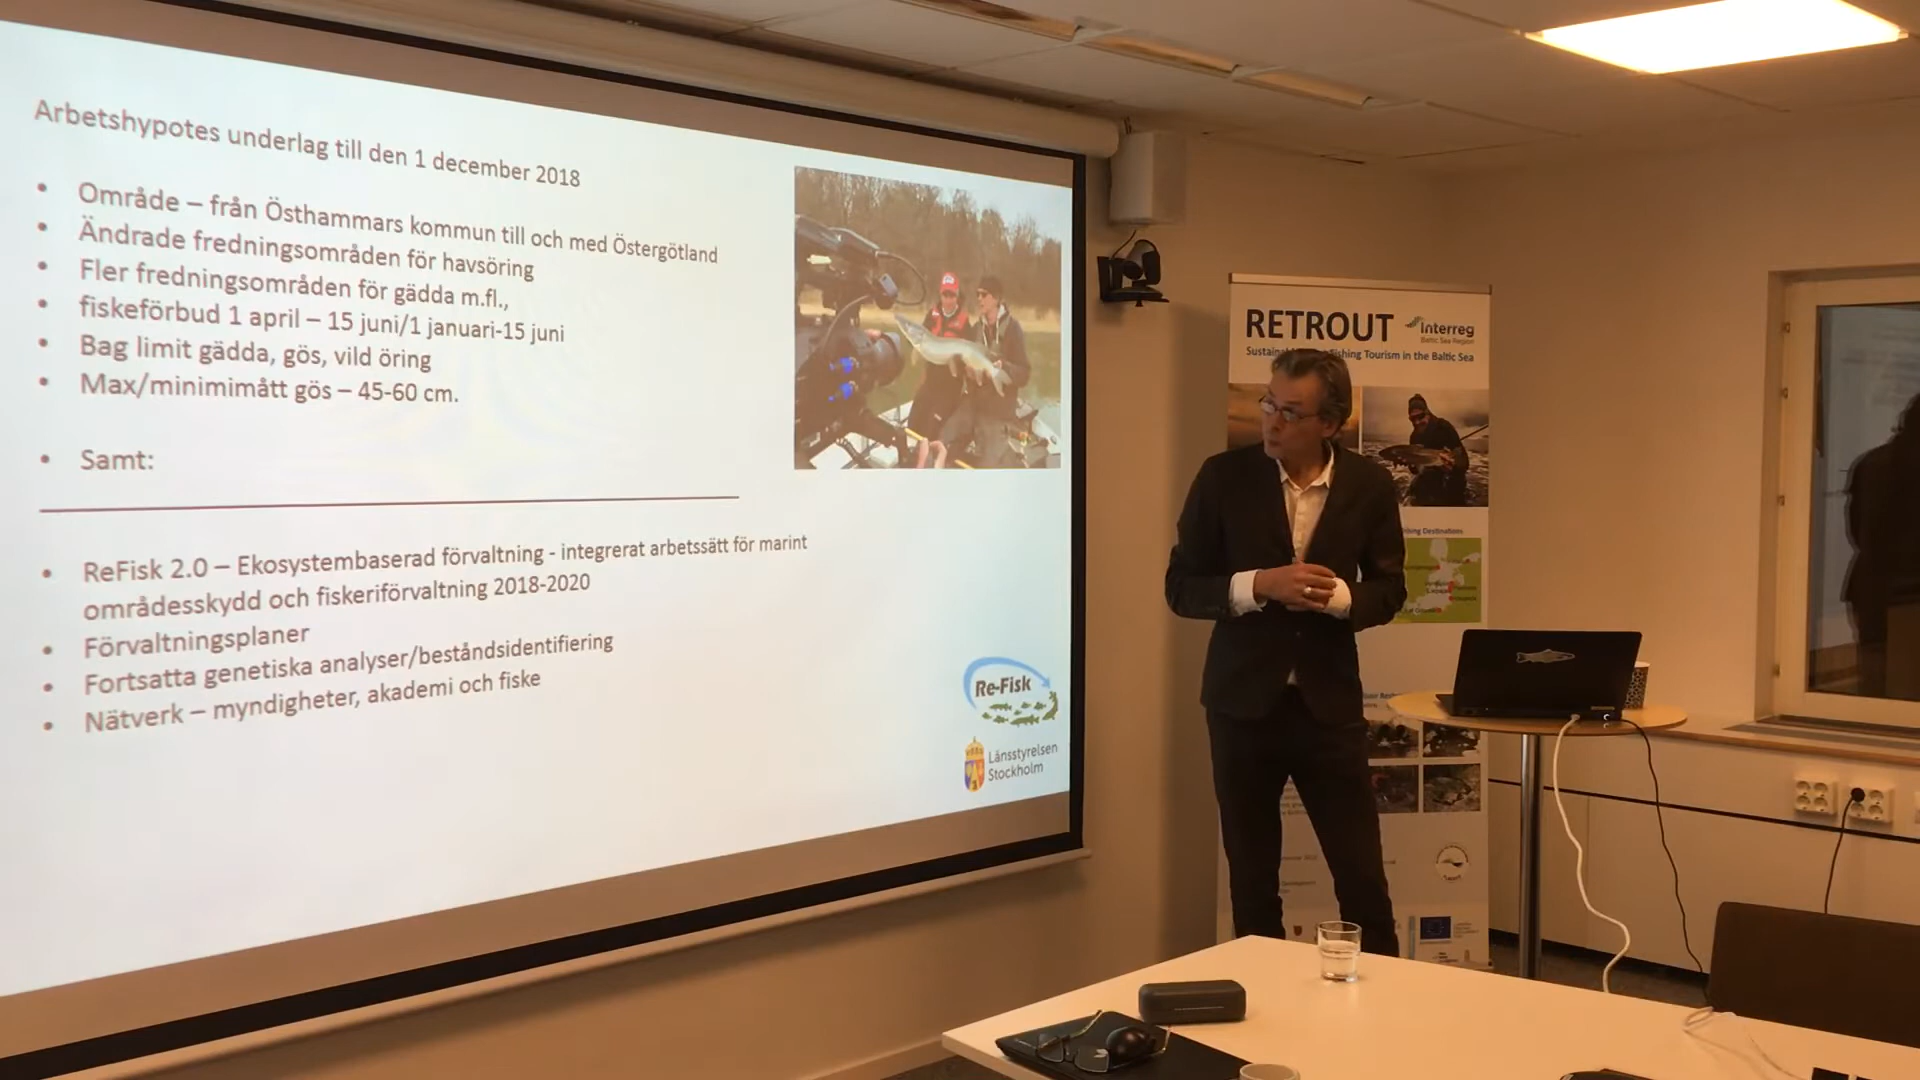 Arbetshypotes underlag till den 1 december 2018
• Område – från Östhammars kommun till och med Östergötland
• Ändrade fredningsområden för havsöring
• Fler fredningsområden för gädda m.fl.,
• fiskeförbud 1 april – 15 juni/1 januari-15 juni
• Bag limit gädda, gös, vild öring
• Max/minimimått gös – 45-60 cm.
• Samt:
• ReFisk 2.0 – Ekosystembaserad förvaltning - integrerat arbetssätt för marint
områdesskydd och fiskeriförvaltning 2018-2020
• Förvaltningsplaner
• Fortsatta genetiska analyser/beståndsidentifiering
• Nätverk – myndigheter, akademi och fiske
Re-Fisk
Länsstyrelsen
Stockholm
RETROUT
Interreg
Baltic Sea Region
Fishing Tourism in the Baltic Sea
Destinations